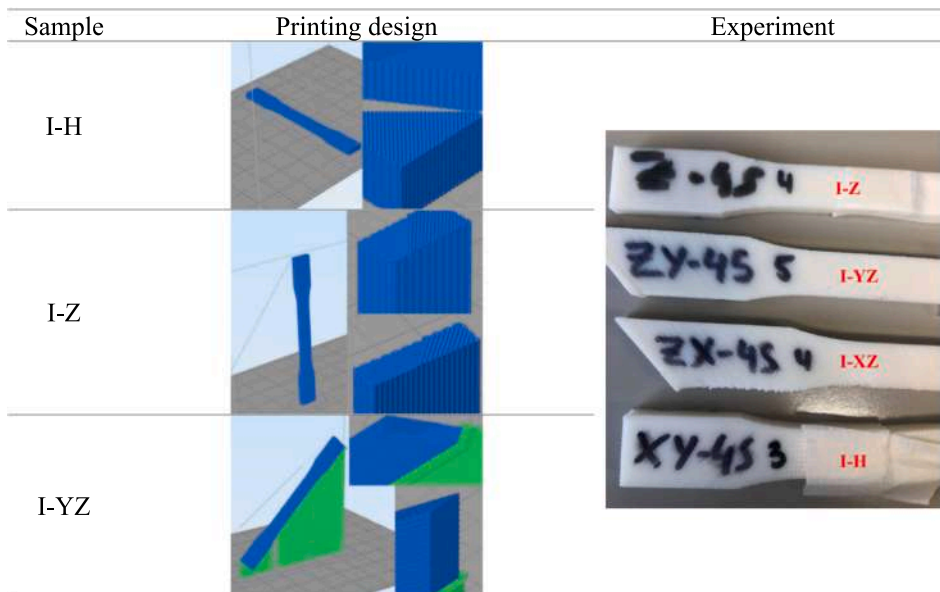 Sample Printing design Experiment
I-H
I-Z
I-YZ
Z-45 4 I-Z
ZY-45 5 I-YZ
ZX-45 4 I-XZ
XY-45 3 I-H